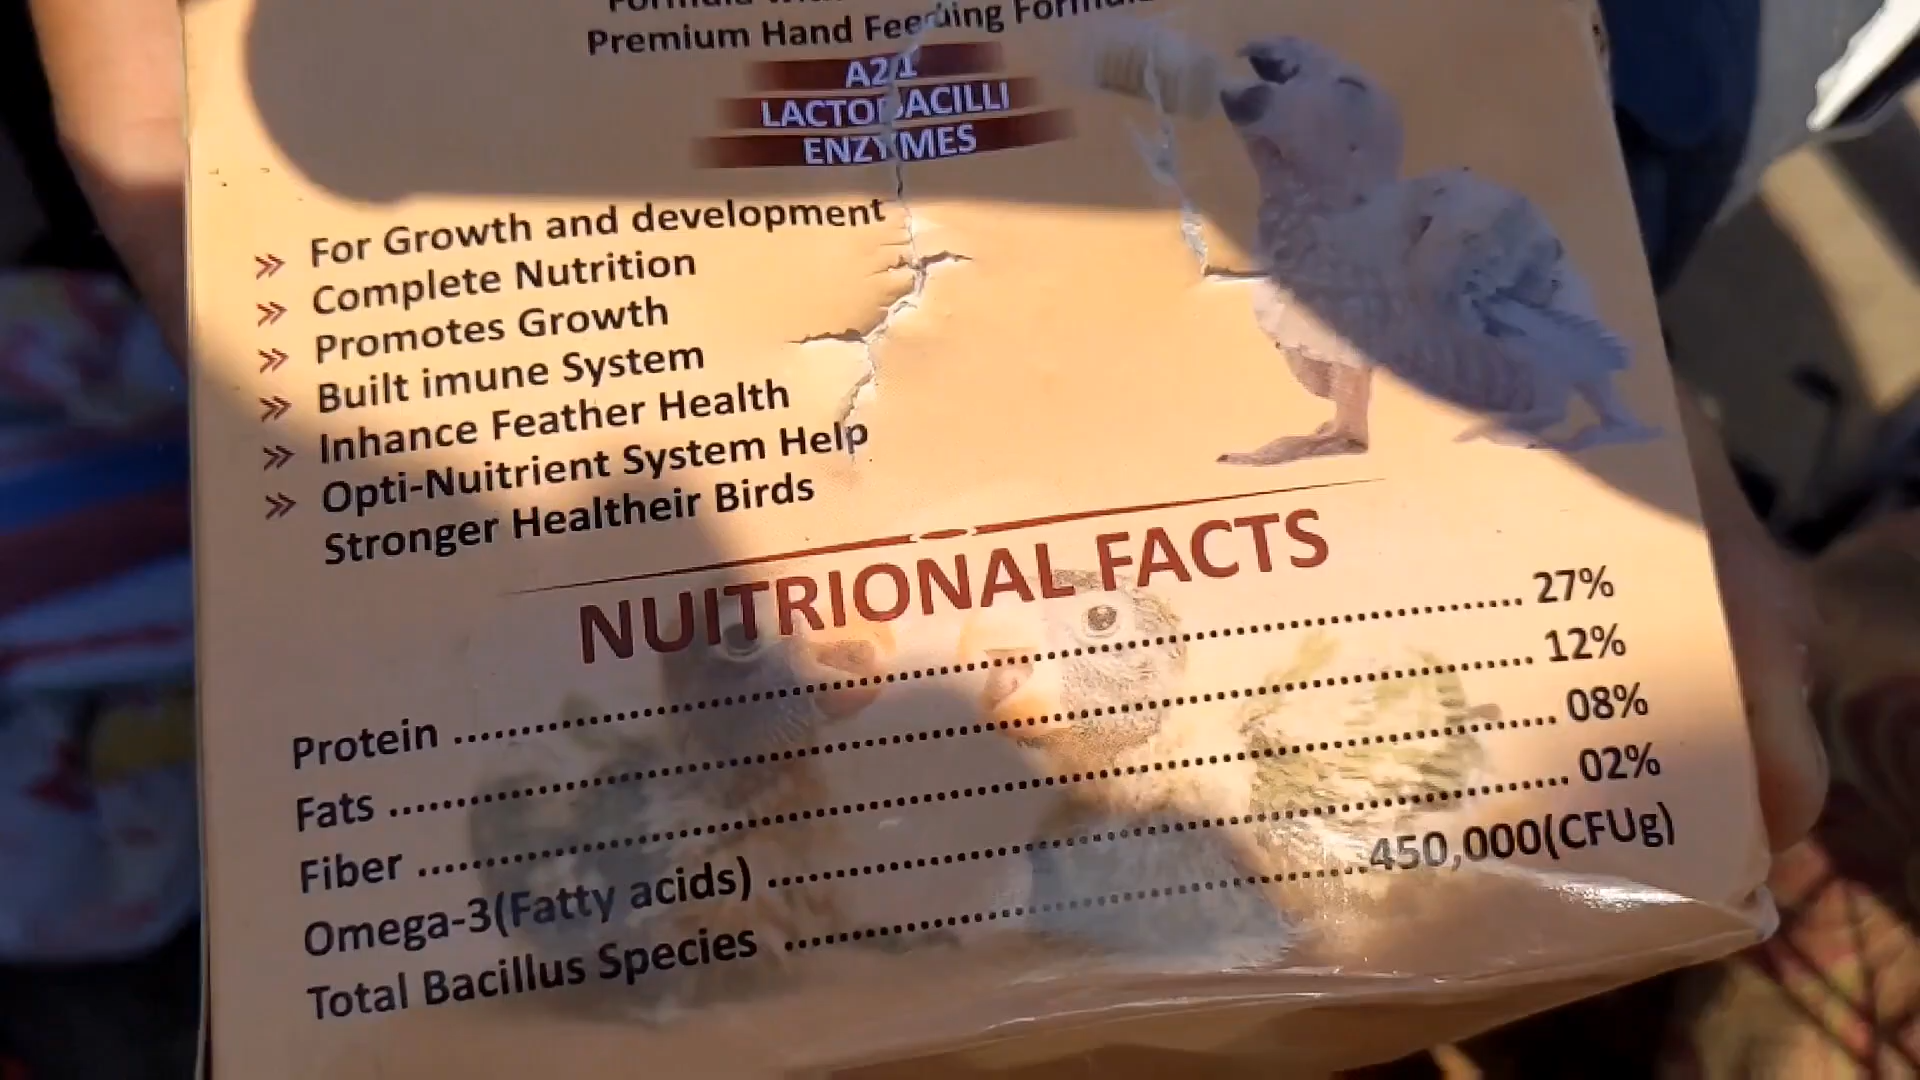 Premium Hand Feeding
LACTOBACILLI
ENZYMES
» For Growth and development
» Complete Nutrition
» Promotes Growth
» Built imune System
» Inhance Feather Health
» Opti-Nuitrient System Help
Stronger Healtheir Birds
NUITRIONAL FACTS
Protein 27%
Fats 12%
Fiber 08%
Omega-3(Fatty acids) 02%
Total Bacillus Species 450,000(CFUg)